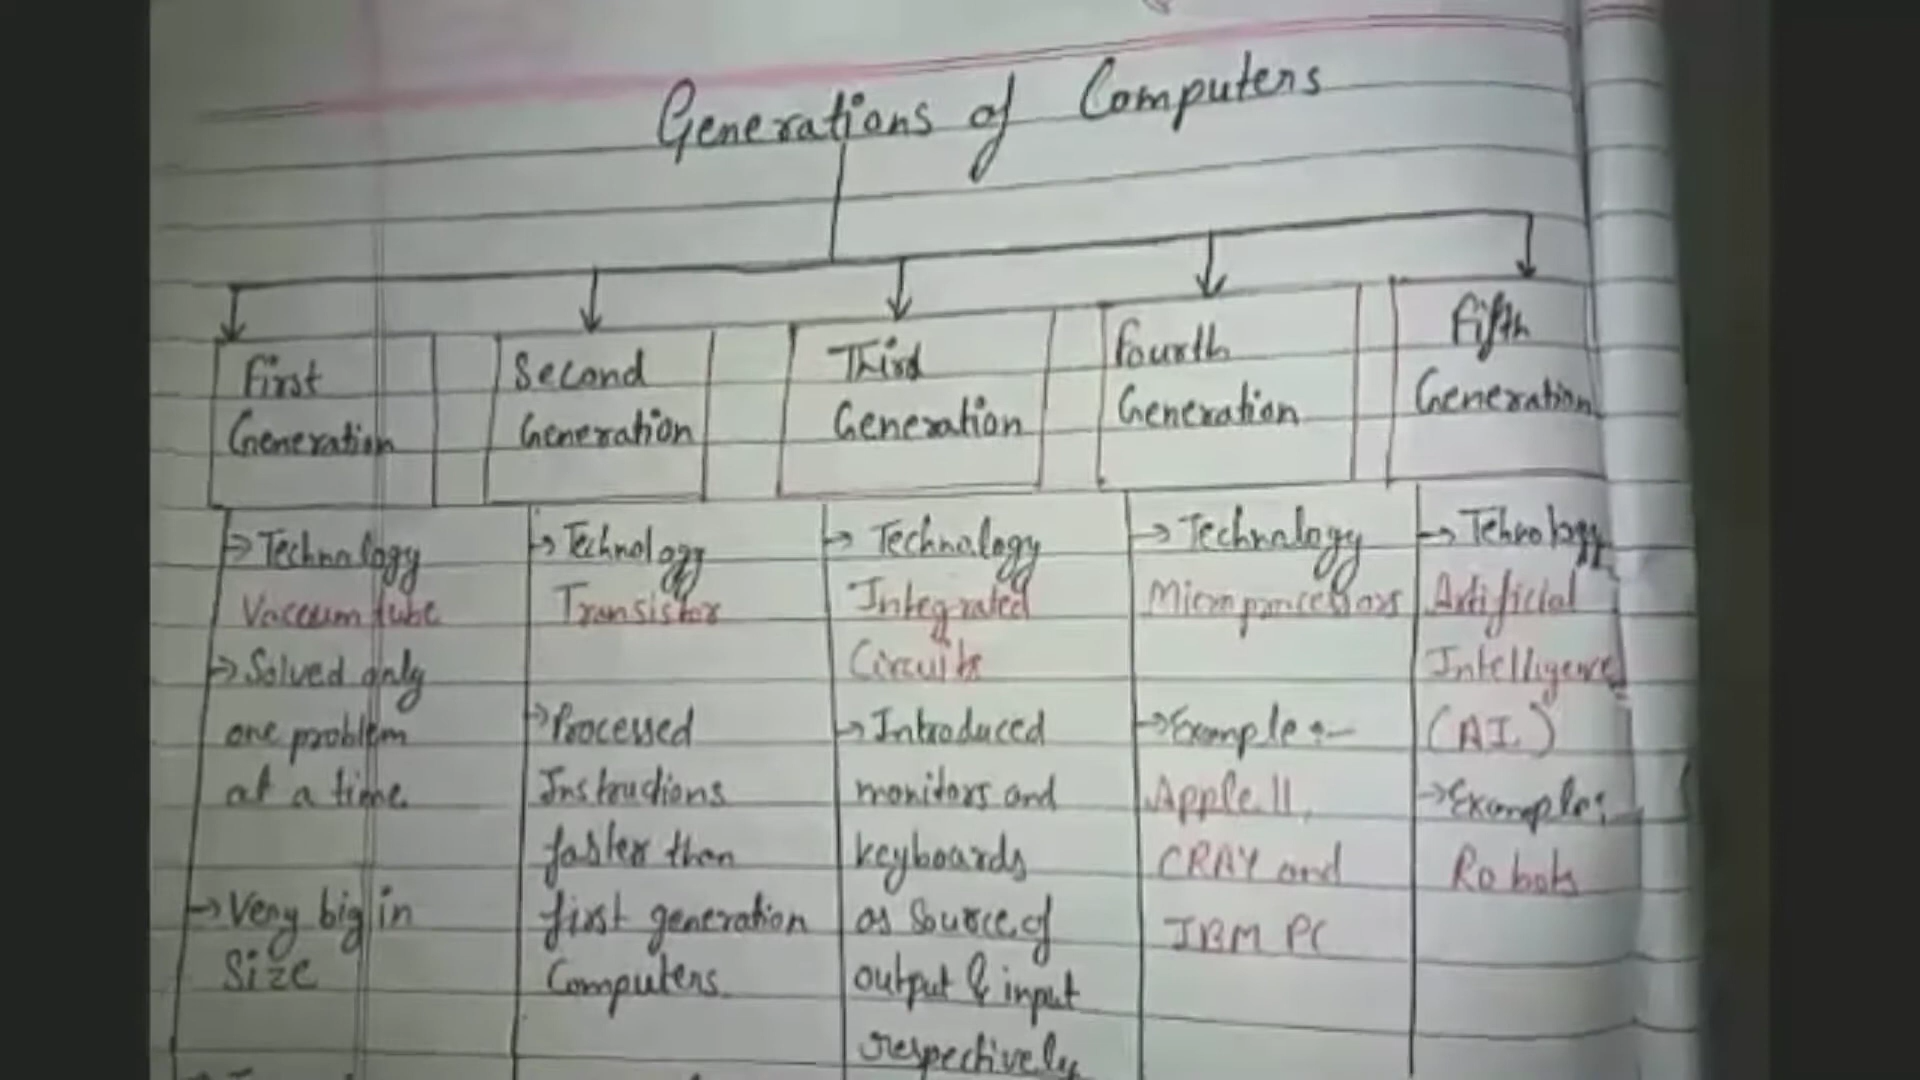 Generations of Computers
First
Generation
Second
Generation
Third
Generation
Fourth
Generation
Fifth
Generation
→ Technology
Vaccum tube
→ Solved only
one problem
at a time.
→ Very big in
Size
→ Technology
Transistor
→ Processed
Instructions
faster than
first generation
Computers.
→ Technology
Integrated
Circuits
→ Introduced
monitors and
keyboards
as source of
output & input
respectively
→ Technology
Microprocessors
→ Example :-
Apple II,
CRAY and
IBM PC
→ Tehnology
Artificial
Intelligence
(AI)
→ Example:-
Robots